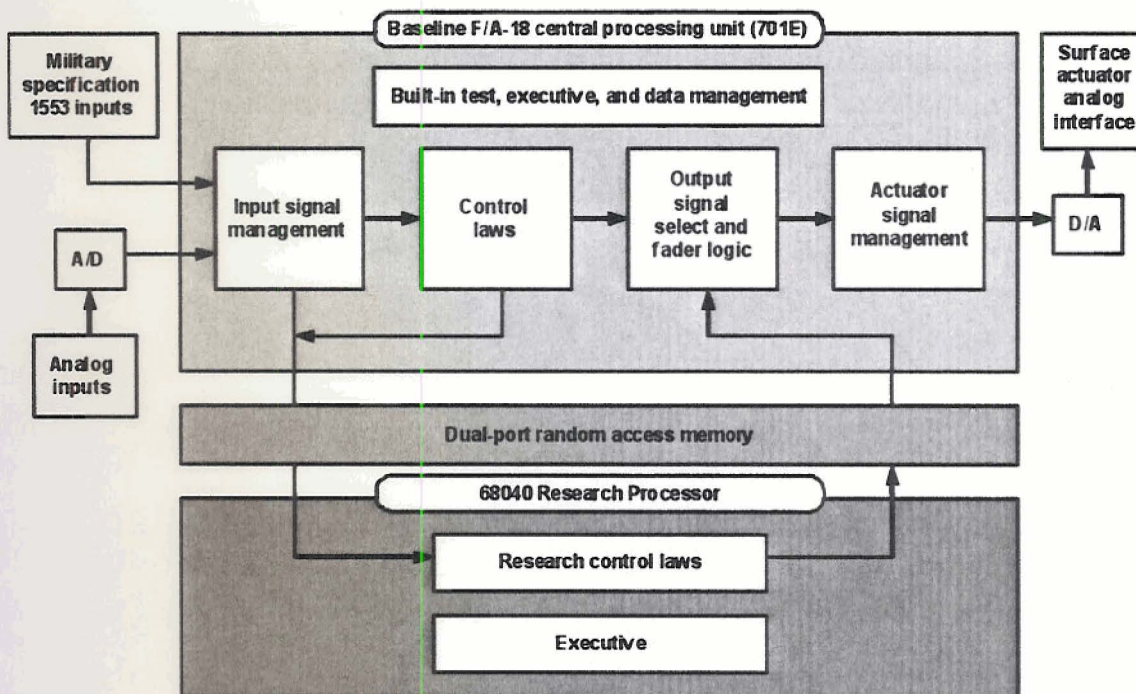 Baseline F/A-18 central processing unit (701E)
Military
specification
1553 inputs
Built-in test, executive, and data management
Surface
actuator
analog
interface
Input signal
management
Control
laws
Output
signal
select and
fader logic
Actuator
signal
management
D/A
A/D
Analog
inputs
Dual-port random access memory
68040 Research Processor
Research control laws
Executive